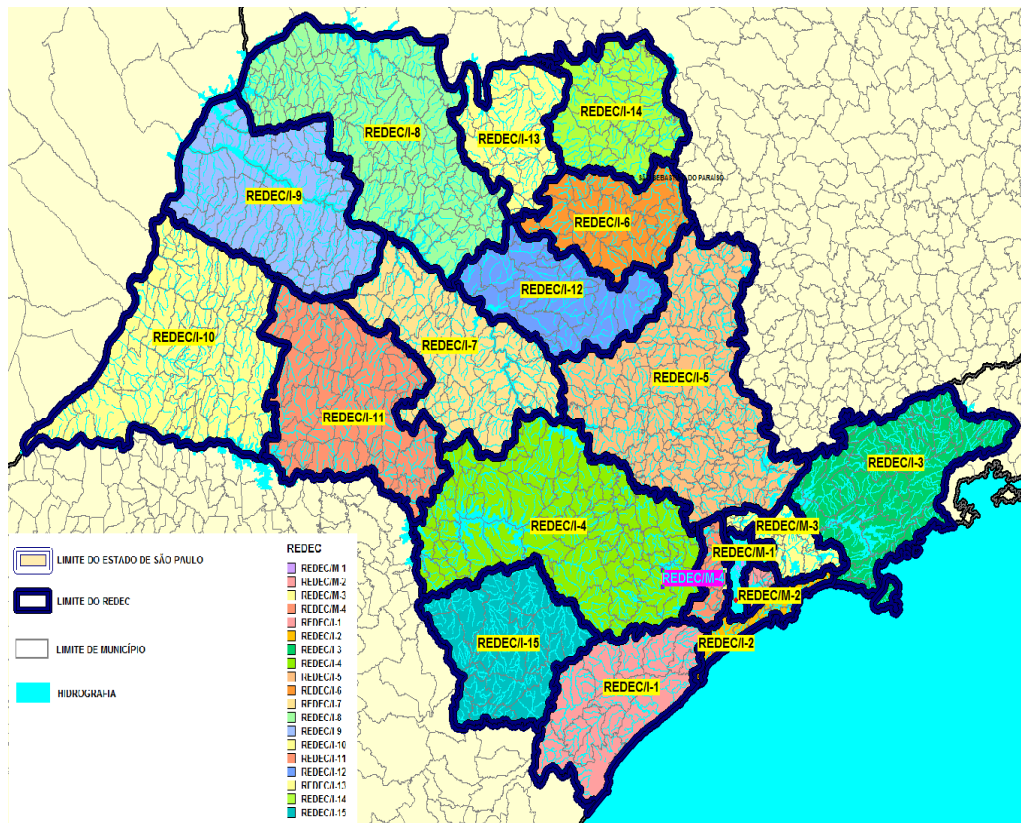 REDEC/I-8
REDEC/I-13
REDEC/I-14
SEBASTIÃO DO PARAÍSO
REDEC/I-9
REDEC/I-6
REDEC/I-12
REDEC/I-10
REDEC/I-7
REDEC/I-5
REDEC/I-11
REDEC/I-3
REDEC/I-4
REDEC/M-3
REDEC/M-1
REDEC/M-4
REDEC/M-2
REDEC/I-15
REDEC/I-2
REDEC/I-1
LIMITE DO ESTADO DE SÃO PAULO
LIMITE DO REDEC
LIMITE DE MUNICÍPIO
HIDROGRAFIA
REDEC
REDEC/M 1
REDEC/M-2
REDEC/M-3
REDEC/M-4
REDEC/I-1
REDEC/I-2
REDEC/I 3
REDEC/I-4
REDEC/I-5
REDEC/I-6
REDEC/I-7
REDEC/I-8
REDEC/I 9
REDEC/I-10
REDEC/I-11
REDEC/I-12
REDEC/I-13
REDEC/I-14
REDEC/I-15